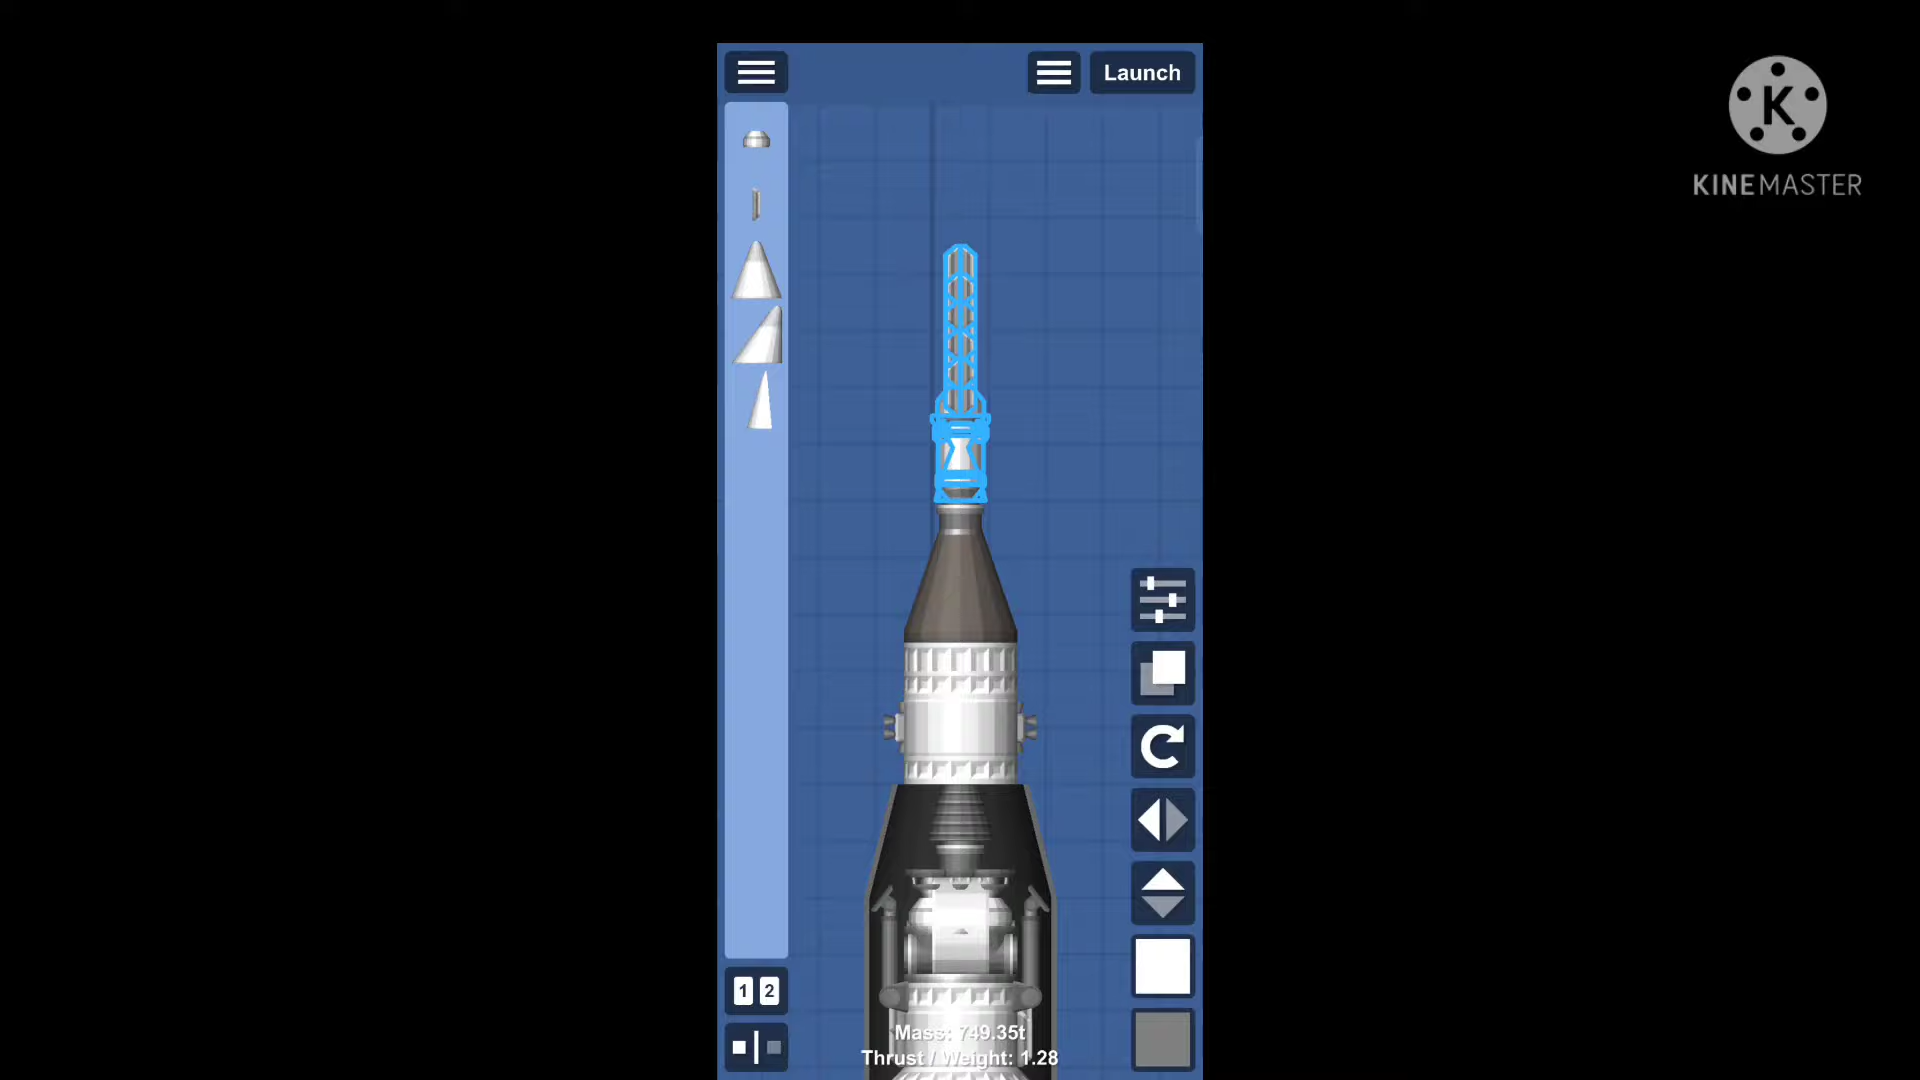 Launch
K
KINEMASTER
1 2
Mass: 749.35t
Thrust / Weight: 1.28